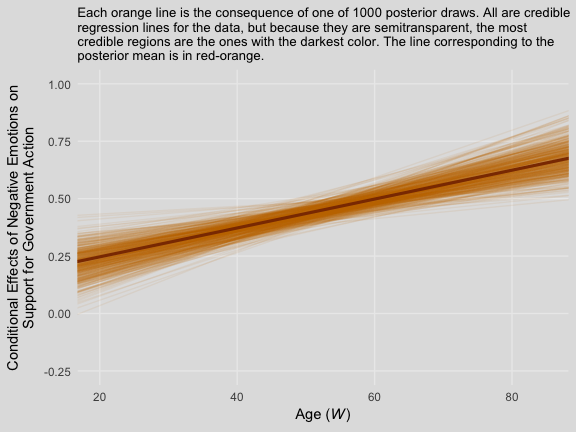 Each orange line is the consequence of one of 1000 posterior draws. All are credible
regression lines for the data, but because they are semitransparent, the most
credible regions are the ones with the darkest color. The line corresponding to the
posterior mean is in red-orange.
Conditional Effects of Negative Emotions on
Support for Government Action
1.00
0.75
0.50
0.25
0.00
-0.25
20
40
60
80
Age (W)